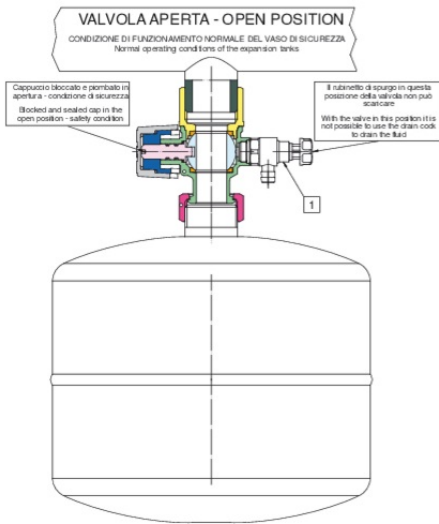 VALVOLA APERTA - OPEN POSITION
CONDIZIONE DI FUNZIONAMENTO NORMALE DEL VASO DI SICUREZZA
Normal operating conditions of the expansion tanks
Cappuccio bloccato e piombato in
apertura - condizione di sicurezza
Blocked and sealed cap in the
open position - safety condition
Il rubinetto di spurgo in questa
posizione della valvola non può
scaricare
With the valve in this position it is
not possible to use the drain cock
to drain the fluid
1